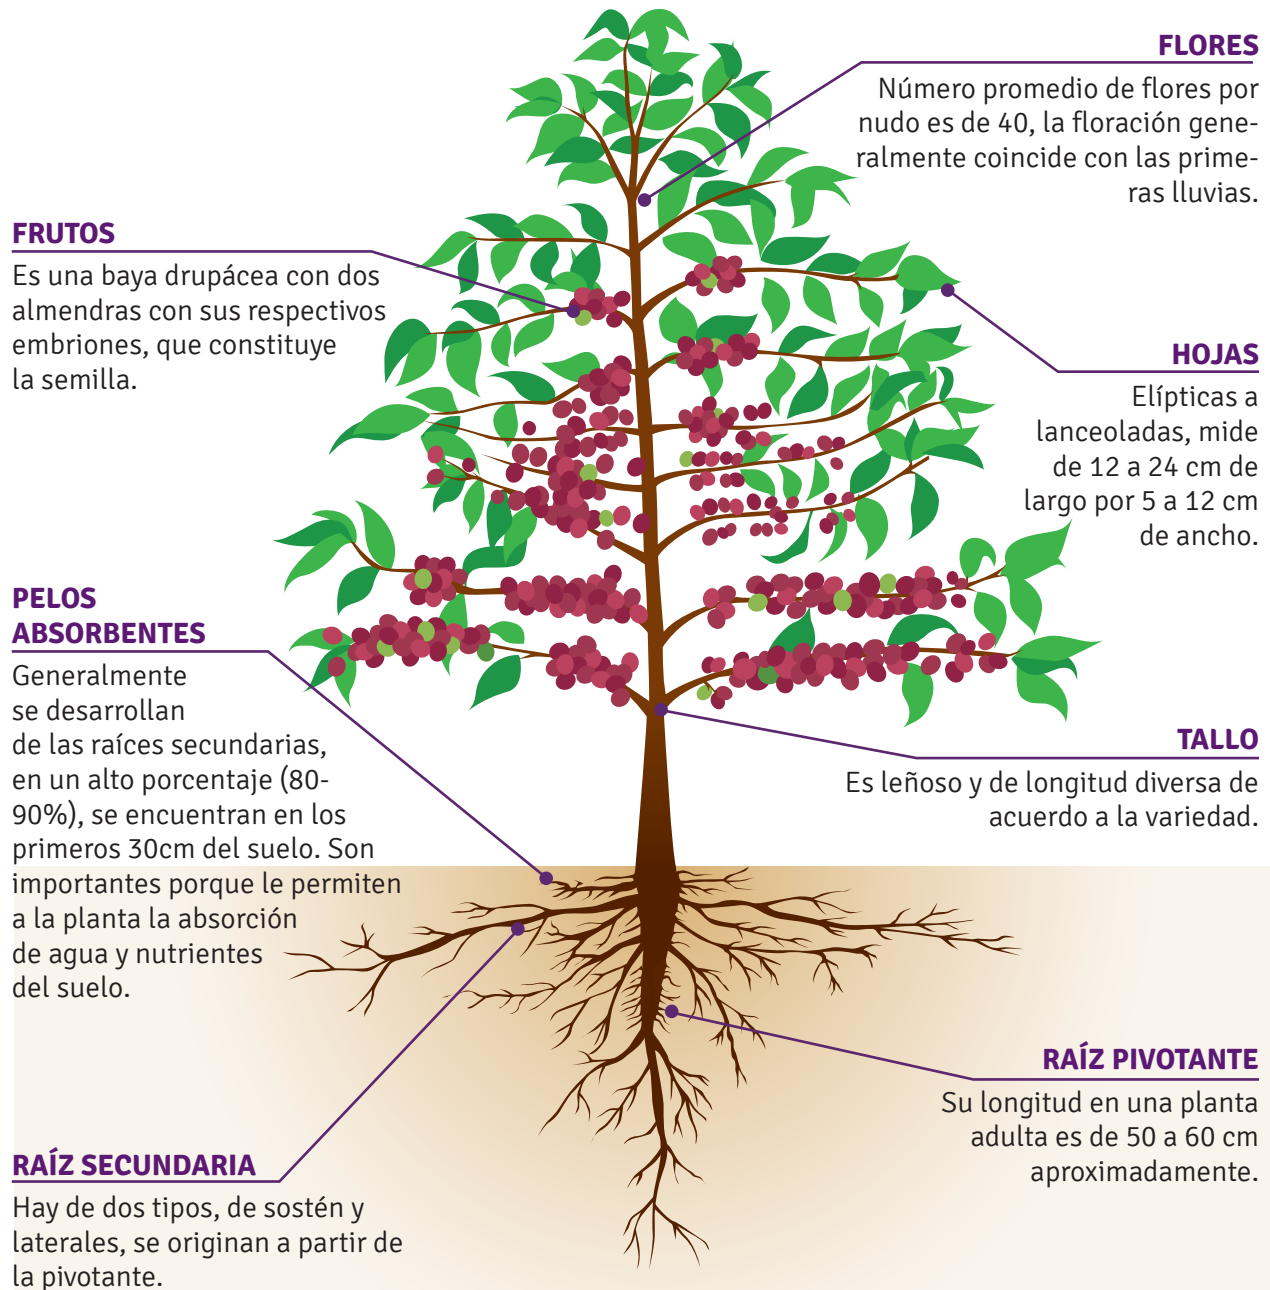 FLORES
Número promedio de flores por
nudo es de 40, la floración gene-
ralmente coincide con las prime-
ras lluvias.
FRUTOS
Es una baya drupácea con dos
almendras con sus respectivos
embriones, que constituye
la semilla.
HOJAS
Elípticas a
lanceoladas, mide
de 12 a 24 cm de
largo por 5 a 12 cm
de ancho.
PELOS
ABSORBENTES
Generalmente
se desarrollan
de las raíces secundarias,
en un alto porcentaje (80-
90%), se encuentran en los
primeros 30cm del suelo. Son
importantes porque le permiten
a la planta la absorción
de agua y nutrientes
del suelo.
TALLO
Es leñoso y de longitud diversa de
acuerdo a la variedad.
RAÍZ PIVOTANTE
Su longitud en una planta
adulta es de 50 a 60 cm
aproximadamente.
RAÍZ SECUNDARIA
Hay de dos tipos, de sostén y
laterales, se originan a partir de
la pivotante.